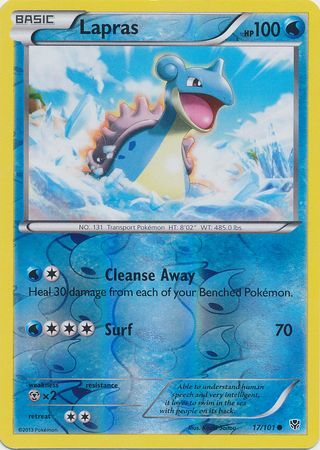 BASIC
Lapras
HP100
NO. 131 Transport Pokémon HT: 8'02" WT: 485.0 lbs.
Cleanse Away
Heal 30 damage from each of your Benched Pokémon.
Surf 70
weakness
resistance
×2
Able to understand human
speech and very intelligent,
it loves to swim in the sea
with people on its back.
retreat
©2013 Pokémon
Illus.
17/101